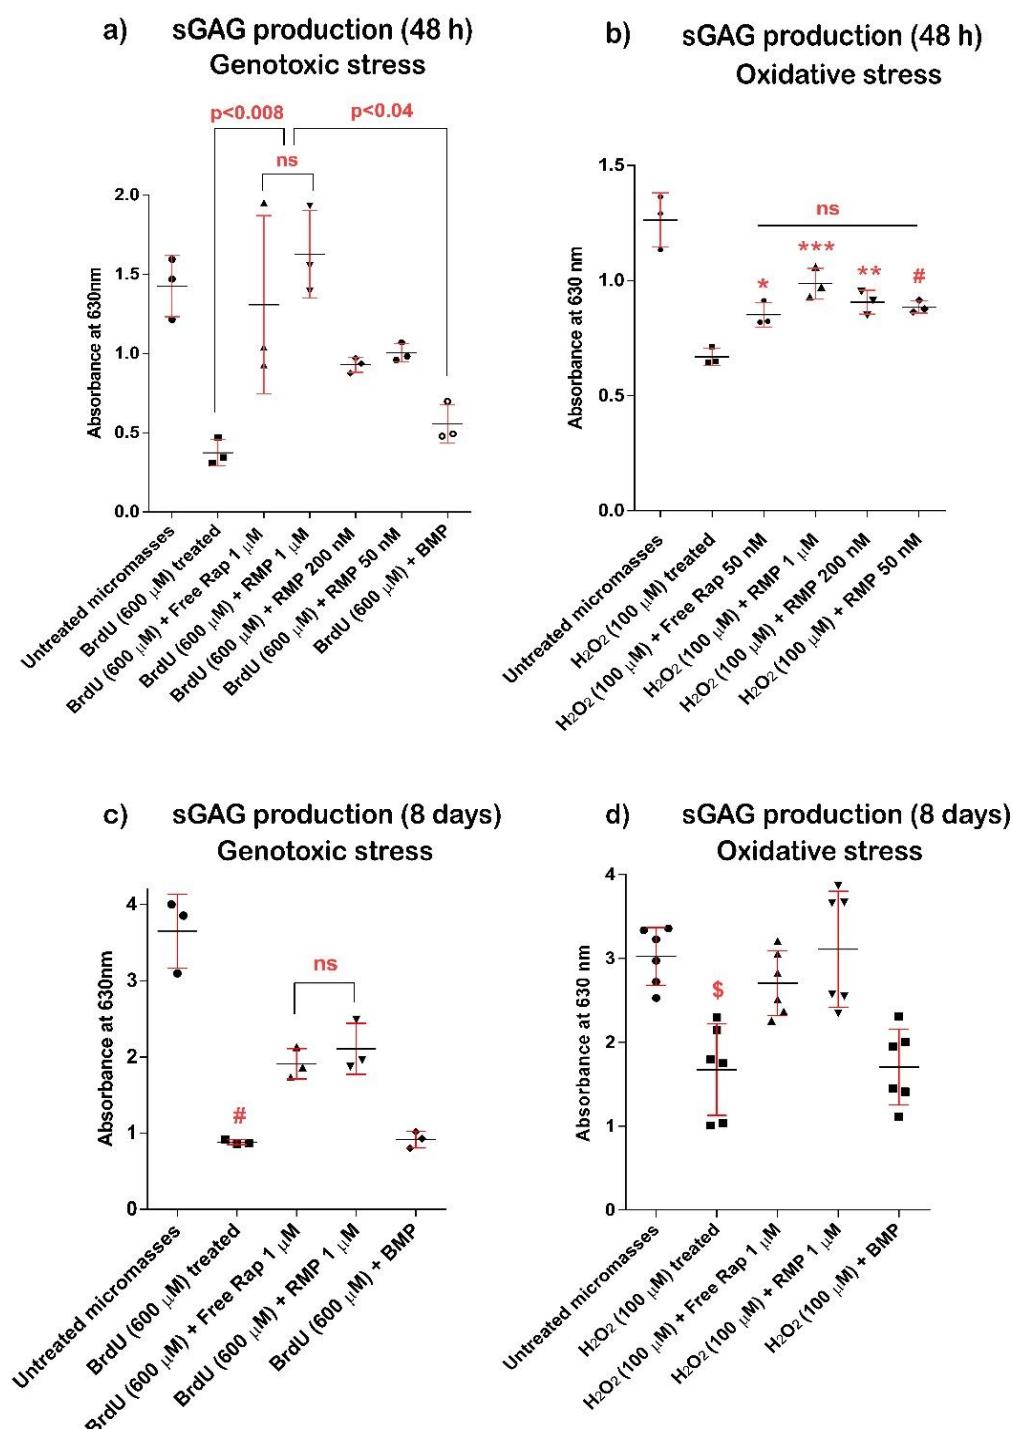 a) sGAG production (48 h)
Genotoxic stress
p<0.008 p<0.04
ns
2.0
1.5
1.0
0.5
0.0
Absorbance at 630nm
Untreated micromasses
BrdU (600 μM) treated
BrdU (600 μM) + Free Rap 1 μM
BrdU (600 μM) + RMP 1 μM
BrdU (600 μM) + RMP 200 nM
BrdU (600 μM) + RMP 50 nM
BrdU (600 μM) + BMP
b) sGAG production (48 h)
Oxidative stress
ns
* *** ** #
1.5
1.0
0.5
0.0
Absorbance at 630 nm
Untreated micromasses
H₂O₂ (100 μM) treated
H₂O₂ (100 μM) + Free Rap 50 nM
H₂O₂ (100 μM) + RMP 1 μM
H₂O₂ (100 μM) + RMP 200 nM
H₂O₂ (100 μM) + RMP 50 nM
c) sGAG production (8 days)
Genotoxic stress
ns
#
4
3
2
1
0
Absorbance at 630nm
Untreated micromasses
BrdU (600 μM) treated
BrdU (600 μM) + Free Rap 1 μM
BrdU (600 μM) + RMP 1 μM
BrdU (600 μM) + BMP
d) sGAG production (8 days)
Oxidative stress
$
4
3
2
1
0
Absorbance at 630 nm
Untreated micromasses
H₂O₂ (100 μM) treated
H₂O₂ (100 μM) + Free Rap 1 μM
H₂O₂ (100 μM) + RMP 1 μM
H₂O₂ (100 μM) + BMP